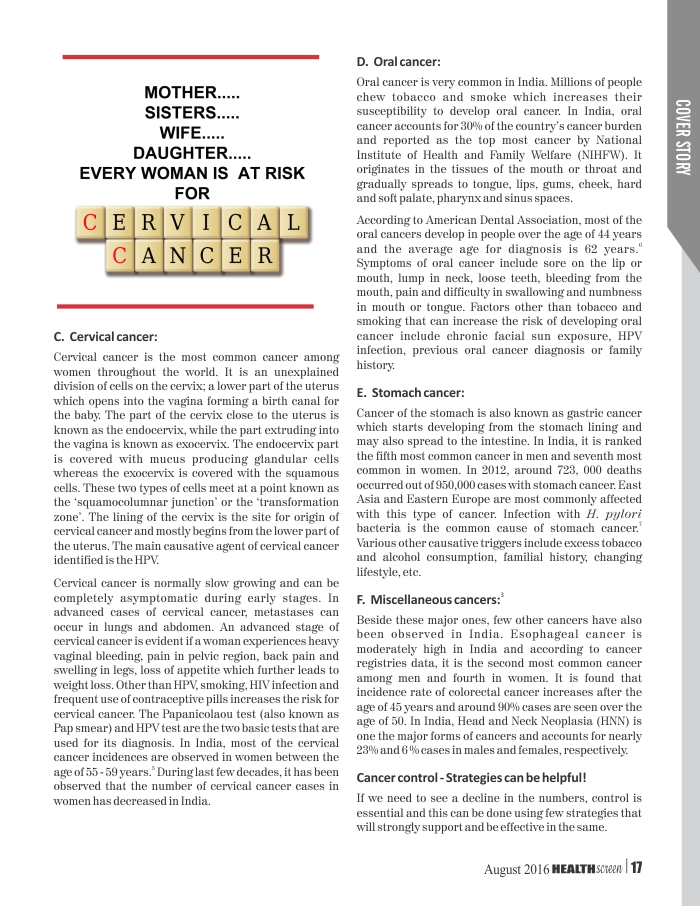 MOTHER.....
SISTERS.....
WIFE.....
DAUGHTER.....
EVERY WOMAN IS AT RISK
FOR
CERVICAL
CANCER
C. Cervical cancer:
Cervical cancer is the most common cancer among
women throughout the world. It is an unexplained
division of cells on the cervix; a lower part of the uterus
which opens into the vagina forming a birth canal for
the baby. The part of the cervix close to the uterus is
known as the endocervix, while the part extruding into
the vagina is known as exocervix. The endocervix part
is covered with mucus producing glandular cells
whereas the exocervix is covered with the squamous
cells. These two types of cells meet at a point known as
the ‘squamocolumnar junction’ or the ‘transformation
zone’. The lining of the cervix is the site for origin of
cervical cancer and mostly begins from the lower part of
the uterus. The main causative agent of cervical cancer
identified is the HPV.
Cervical cancer is normally slow growing and can be
completely asymptomatic during early stages. In
advanced cases of cervical cancer, metastases can
occur in lungs and abdomen. An advanced stage of
cervical cancer is evident if a woman experiences heavy
vaginal bleeding, pain in pelvic region, back pain and
swelling in legs, loss of appetite which further leads to
weight loss. Other than HPV, smoking, HIV infection and
frequent use of contraceptive pills increases the risk for
cervical cancer. The Papanicolaou test (also known as
Pap smear) and HPV test are the two basic tests that are
used for its diagnosis. In India, most of the cervical
cancer incidences are observed in women between the
age of 55 - 59 years.5 During last few decades, it has been
observed that the number of cervical cancer cases in
women has decreased in India.
D. Oral cancer:
Oral cancer is very common in India. Millions of people
chew tobacco and smoke which increases their
susceptibility to develop oral cancer. In India, oral
cancer accounts for 30% of the country’s cancer burden
and reported as the top most cancer by National
Institute of Health and Family Welfare (NIHFW). It
originates in the tissues of the mouth or throat and
gradually spreads to tongue, lips, gums, cheek, hard
and soft palate, pharynx and sinus spaces.
According to American Dental Association, most of the
oral cancers develop in people over the age of 44 years
and the average age for diagnosis is 62 years.6
Symptoms of oral cancer include sore on the lip or
mouth, lump in neck, loose teeth, bleeding from the
mouth, pain and difficulty in swallowing and numbness
in mouth or tongue. Factors other than tobacco and
smoking that can increase the risk of developing oral
cancer include chronic facial sun exposure, HPV
infection, previous oral cancer diagnosis or family
history.
E. Stomach cancer:
Cancer of the stomach is also known as gastric cancer
which starts developing from the stomach lining and
may also spread to the intestine. In India, it is ranked
the fifth most common cancer in men and seventh most
common in women. In 2012, around 723, 000 deaths
occurred out of 950,000 cases with stomach cancer. East
Asia and Eastern Europe are most commonly affected
with this type of cancer. Infection with H. pylori
bacteria is the common cause of stomach cancer.7
Various other causative triggers include excess tobacco
and alcohol consumption, familial history, changing
lifestyle, etc.
F. Miscellaneous cancers:3
Beside these major ones, few other cancers have also
been observed in India. Esophageal cancer is
moderately high in India and according to cancer
registries data, it is the second most common cancer
among men and fourth in women. It is found that
incidence rate of colorectal cancer increases after the
age of 45 years and around 90% cases are seen over the
age of 50. In India, Head and Neck Neoplasia (HNN) is
one the major forms of cancers and accounts for nearly
23% and 6 % cases in males and females, respectively.
Cancer control - Strategies can be helpful!
If we need to see a decline in the numbers, control is
essential and this can be done using few strategies that
will strongly support and be effective in the same.
COVER STORY
August 2016 HEALTHscreen | 17